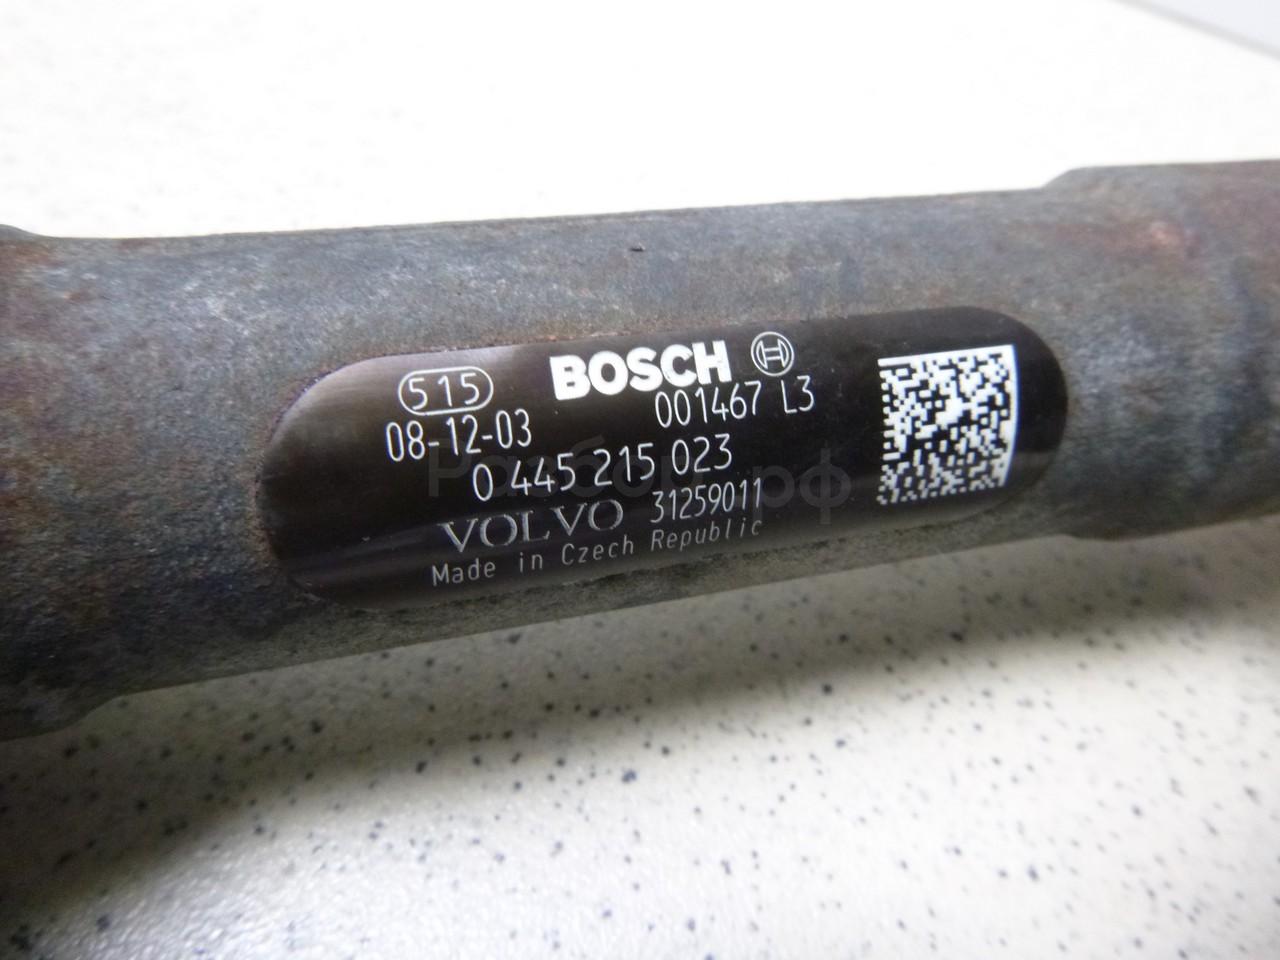 515 BOSCH
08-12-03 001467 L3
0 445 215 023
VOLVO 31259011
Made in Czech Republic
Разбор.рф